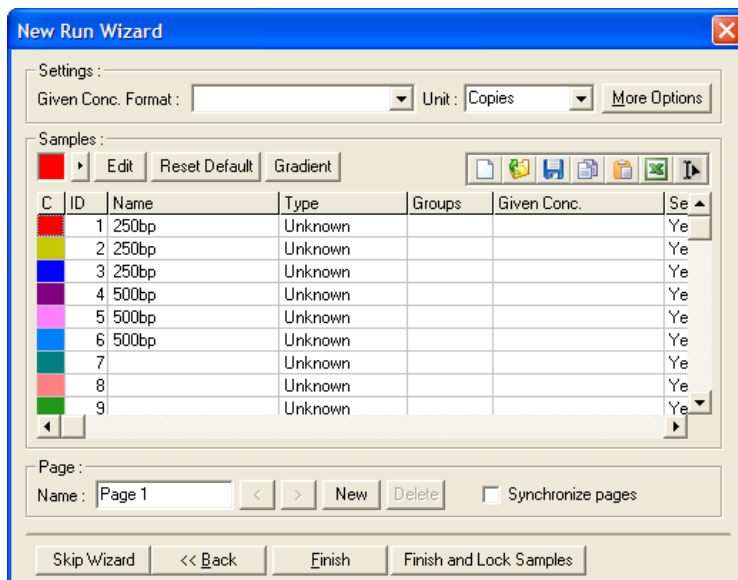 New Run Wizard
Settings :
Given Conc. Format : Unit : Copies More Options
Samples :
Edit Reset Default Gradient
C ID Name Type Groups Given Conc. Se
1 250bp Unknown Ye
2 250bp Unknown Ye
3 250bp Unknown Ye
4 500bp Unknown Ye
5 500bp Unknown Ye
6 500bp Unknown Ye
7 Unknown Ye
8 Unknown Ye
9 Unknown Ye
Page :
Name : Page 1 < > New Delete Synchronize pages
Skip Wizard << Back Finish Finish and Lock Samples